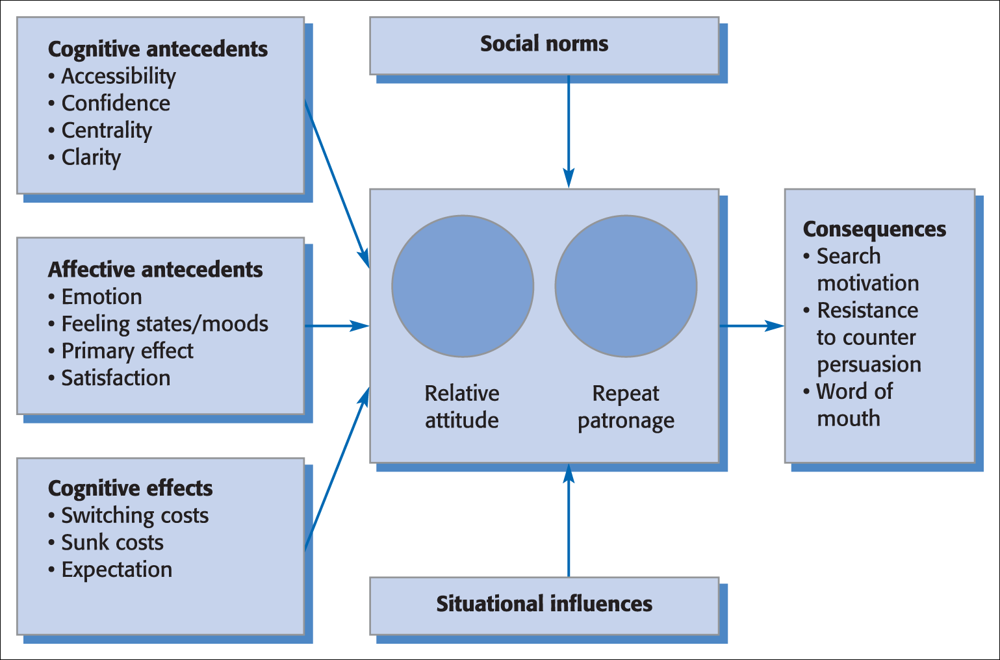 Cognitive antecedents
• Accessibility
• Confidence
• Centrality
• Clarity
Social norms
Affective antecedents
• Emotion
• Feeling states/moods
• Primary effect
• Satisfaction
Cognitive effects
• Switching costs
• Sunk costs
• Expectation
Relative
attitude
Repeat
patronage
Situational influences
Consequences
• Search
motivation
• Resistance
to counter
persuasion
• Word of
mouth